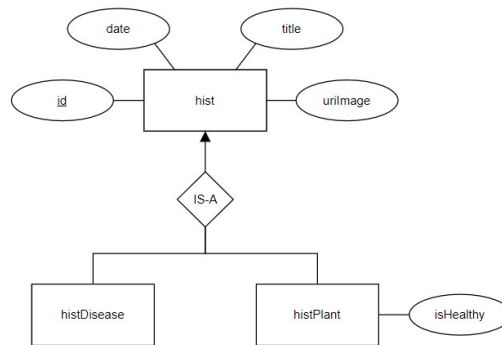 date
title
id
hist
uriImage
IS-A
histDisease
histPlant
isHealthy